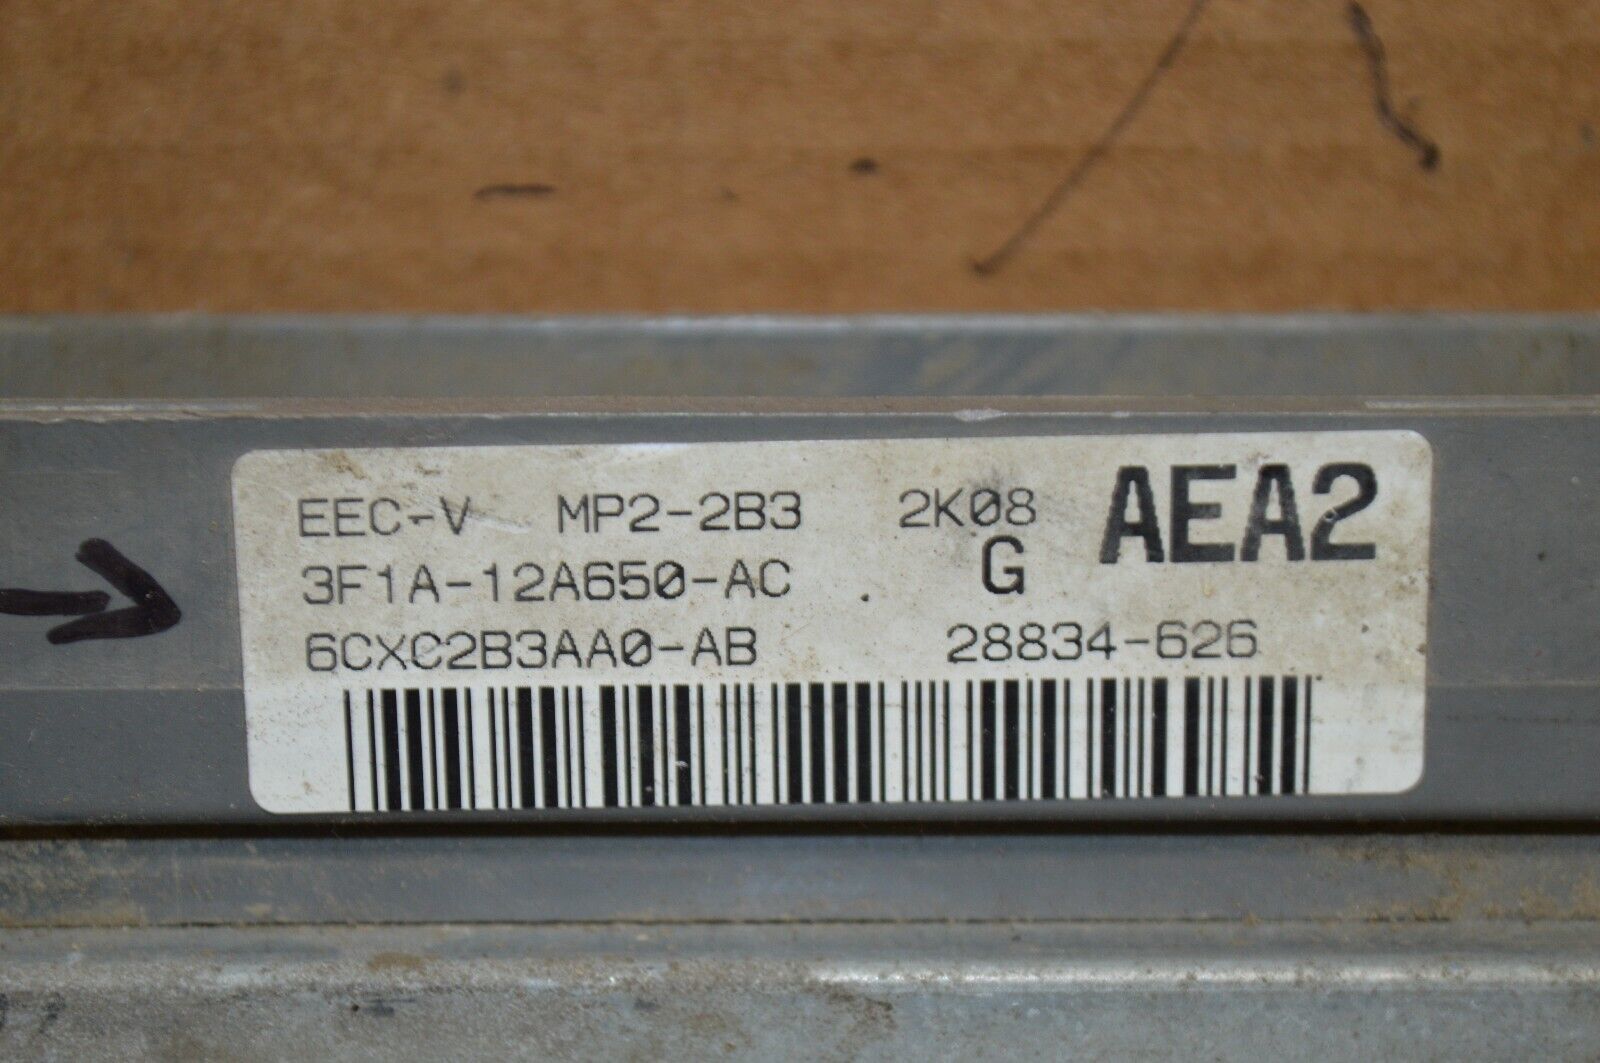 EEC-V MP2-2B3 2K08 AEA2
3F1A-12A650-AC G
6CXC2B3AA0-AB 28834-626